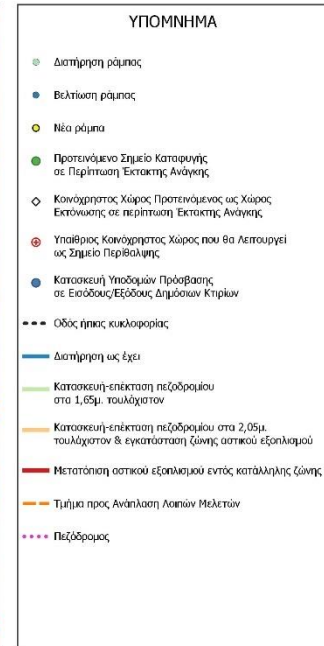 ΥΠΟΜΝΗΜΑ
Διατήρηση ράμπας
Βελτίωση ράμπας
Νέα ράμπα
Προτεινόμενο Σημείο Καταφυγής
σε Περίπτωση Έκτακτης Ανάγκης
Κοινόχρηστος Χώρος Προτεινόμενος ως Χώρος
Εκτόνωσης σε περίπτωση Έκτακτης Ανάγκης
Υπαίθριος Κοινόχρηστος Χώρος που θα Λειτουργεί
ως Σημείο Περίθαλψης
Κατασκευή Υποδομών Πρόσβασης
σε Εισόδους/Εξόδους Δημόσιων Κτιρίων
Οδός ήπιας κυκλοφορίας
Διατήρηση ως έχει
Κατασκευή-επέκταση πεζοδρομίου
στα 1,65μ. τουλάχιστον
Κατασκευή-επέκταση πεζοδρομίου στα 2,05μ.
τουλάχιστον & εγκατάσταση ζώνης αστικού εξοπλισμού
Μετατόπιση αστικού εξοπλισμού εντός κατάλληλης ζώνης
Τμήμα προς Ανάπλαση Λοιπών Μελετών
Πεζόδρομος